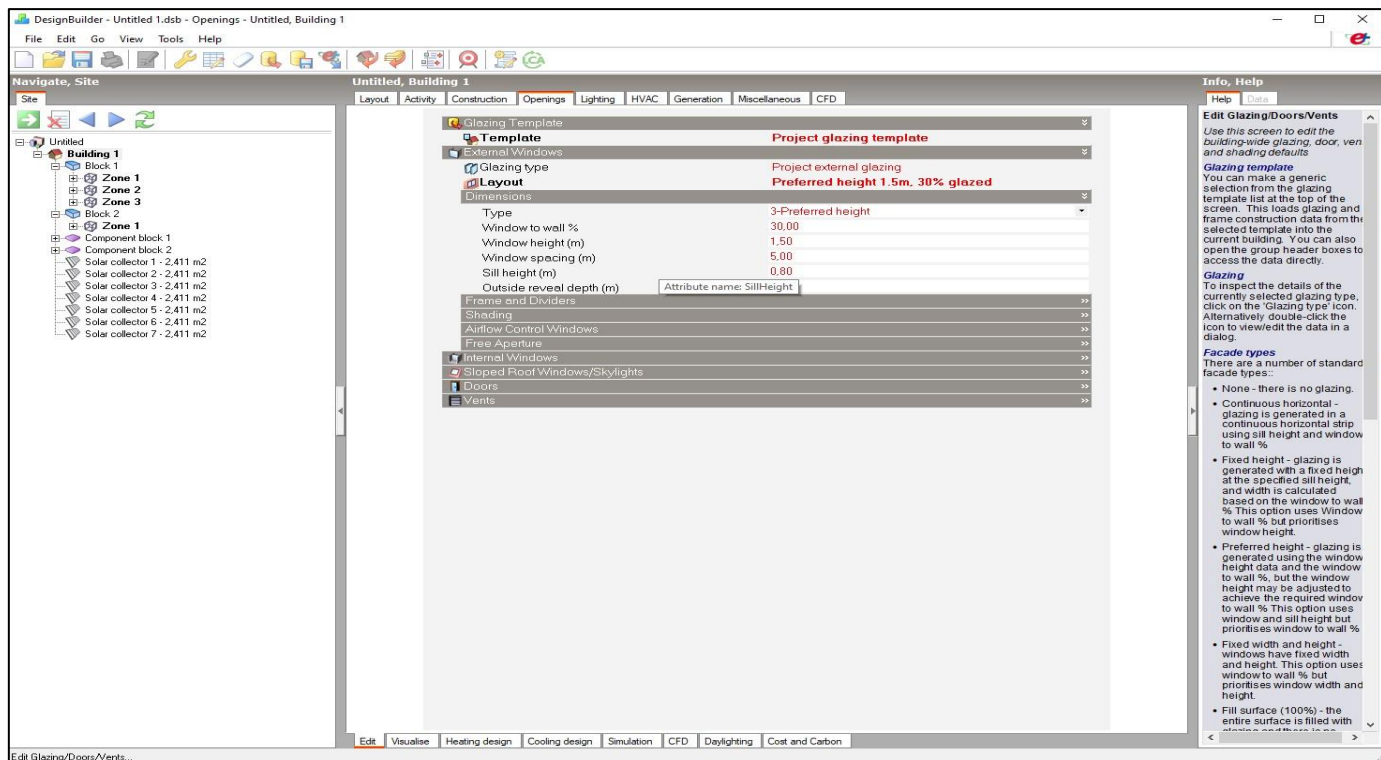 DesignBuilder - Untitled 1.dsb - Openings - Untitled, Building 1
File Edit Go View Tools Help
Navigate, Site
Site
Untitled
Building 1
Block 1
Zone 1
Zone 2
Zone 3
Block 2
Zone 1
Component block 1
Component block 2
Solar collector 1 - 2,411 m2
Solar collector 2 - 2,411 m2
Solar collector 3 - 2,411 m2
Solar collector 4 - 2,411 m2
Solar collector 5 - 2,411 m2
Solar collector 6 - 2,411 m2
Solar collector 7 - 2,411 m2
Untitled, Building 1
Layout Activity Construction Openings Lighting HVAC Generation Miscellaneous CFD
Glazing Template
Template Project glazing template
External Windows
Glazing type Project external glazing
Layout Preferred height 1.5m, 30% glazed
Dimensions
Type 3-Preferred height
Window to wall % 30,00
Window height (m) 1,50
Window spacing (m) 5,00
Sill height (m) 0,80
Outside reveal depth (m)
Attribute name: SillHeight
Frame and Dividers
Shading
Airflow Control Windows
Free Aperture
Internal Windows
Sloped Roof Windows/Skylights
Doors
Vents
Edit Visualise Heating design Cooling design Simulation CFD Daylighting Cost and Carbon
Info, Help
Help Data
Edit Glazing/Doors/Vents
Use this screen to edit the
building-wide glazing, door, ven
and shading defaults
Glazing template
You can make a generic
selection from the glazing
template list at the top of the
screen. This loads glazing and
frame construction data from the
selected template into the
current building. You can also
open the group header boxes to
access the data directly.
Glazing
To inspect the details of the
currently selected glazing type,
click on the 'Glazing type' icon.
Alternatively double-click the
icon to view/edit the data in a
dialog.
Facade types
There are a number of standard
facade types::
• None - there is no glazing.
• Continuous horizontal -
glazing is generated in a
continuous horizontal strip
using sill height and window
to wall %
• Fixed height - glazing is
generated with a fixed heigh
at the specified sill height,
and width is calculated
based on the window to wall
% This option uses Window
to wall % but prioritises
window height.
• Preferred height - glazing is
generated using the window
height data and the window
to wall %, but the window
height may be adjusted to
achieve the required window
to wall % This option uses
window and sill height but
prioritises window to wall %
• Fixed width and height -
windows have fixed width
and height. This option uses
window to wall % but
prioritises window width and
height.
• Fill surface (100%) - the
entire surface is filled with
Edit Glazing/Doors/Vents...